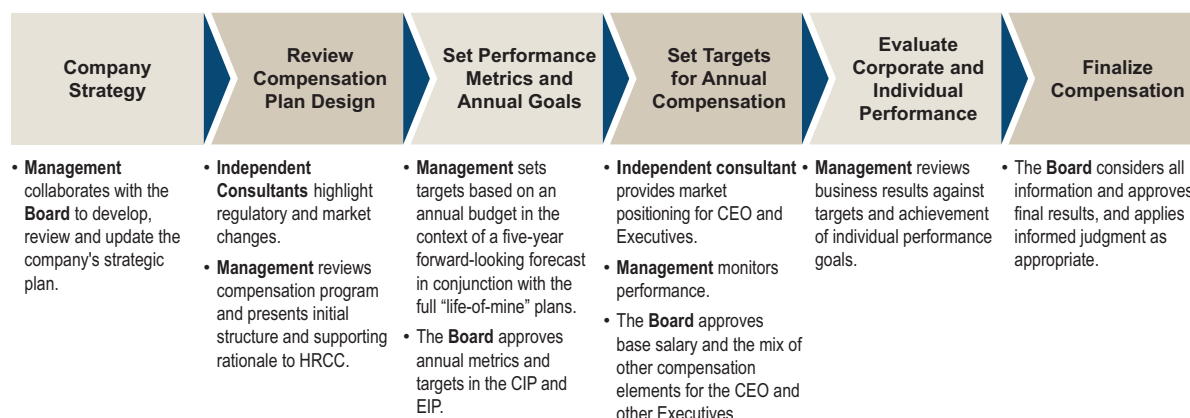 Company
Strategy
Review
Compensation
Plan Design
Set Performance
Metrics and
Annual Goals
Set Targets
for Annual
Compensation
Evaluate
Corporate and
Individual
Performance
Finalize
Compensation
• Management
collaborates with the
Board to develop,
review and update the
company's strategic
plan.
• Independent
Consultants highlight
regulatory and market
changes.
• Management reviews
compensation program
and presents initial
structure and supporting
rationale to HRCC.
• Management sets
targets based on an
annual budget in the
context of a five-year
forward-looking forecast
in conjunction with the
full “life-of-mine” plans.
• The Board approves
annual metrics and
targets in the CIP and
EIP.
• Independent consultant
provides market
positioning for CEO and
Executives.
• Management monitors
performance.
• The Board approves
base salary and the mix of
other compensation
elements for the CEO and
other Executives
• Management reviews
business results against
targets and achievement
of individual performance
goals.
• The Board considers all
information and approves
final results, and applies
informed judgment as
appropriate.